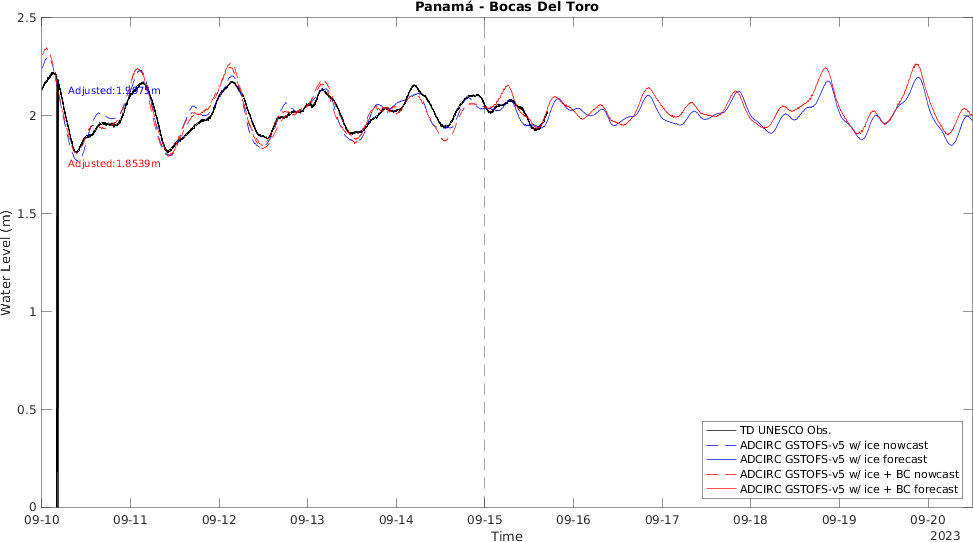 Panamá - Bocas Del Toro
2.5
2
1.5
1
0.5
0
Water Level (m)
Adjusted:1.8539m
TD UNESCO Obs.
ADCIRC GSTOFS-v5 w/ ice nowcast
ADCIRC GSTOFS-v5 w/ ice forecast
ADCIRC GSTOFS-v5 w/ ice + BC nowcast
ADCIRC GSTOFS-v5 w/ ice + BC forecast
09-10 09-11 09-12 09-13 09-14 09-15 09-16 09-17 09-18 09-19 09-20
Time
2023